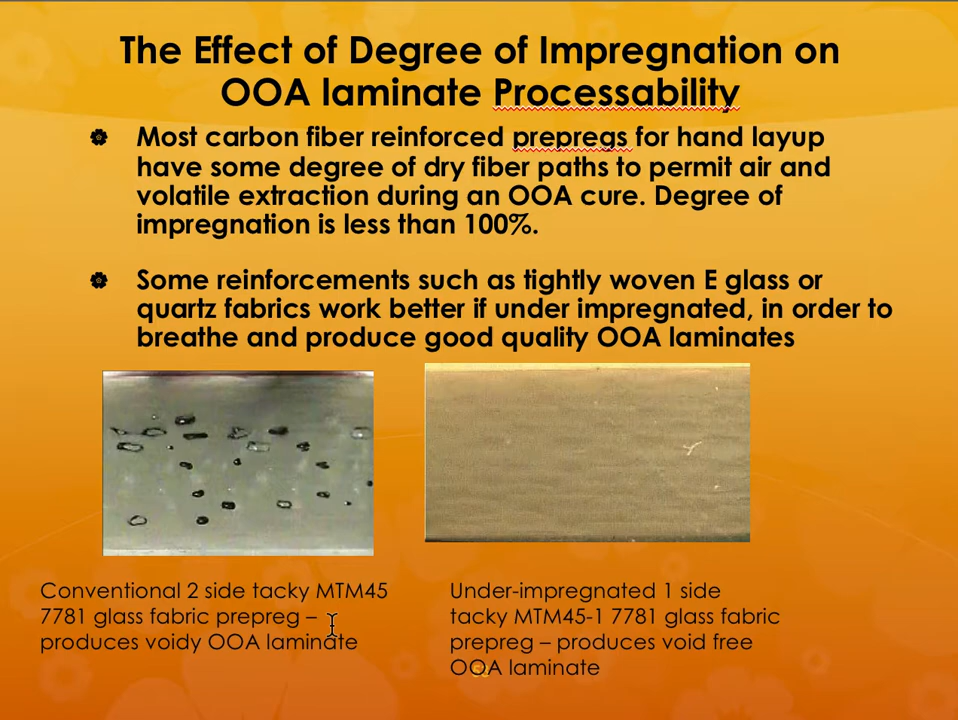 The Effect of Degree of Impregnation on
OOA laminate Processability
Most carbon fiber reinforced prepregs for hand layup
have some degree of dry fiber paths to permit air and
volatile extraction during an OOA cure. Degree of
impregnation is less than 100%.
Some reinforcements such as tightly woven E glass or
quartz fabrics work better if under impregnated, in order to
breathe and produce good quality OOA laminates
Conventional 2 side tacky MTM45
7781 glass fabric prepreg –
produces voidy OOA laminate
Under-impregnated 1 side
tacky MTM45-1 7781 glass fabric
prepreg – produces void free
OOA laminate